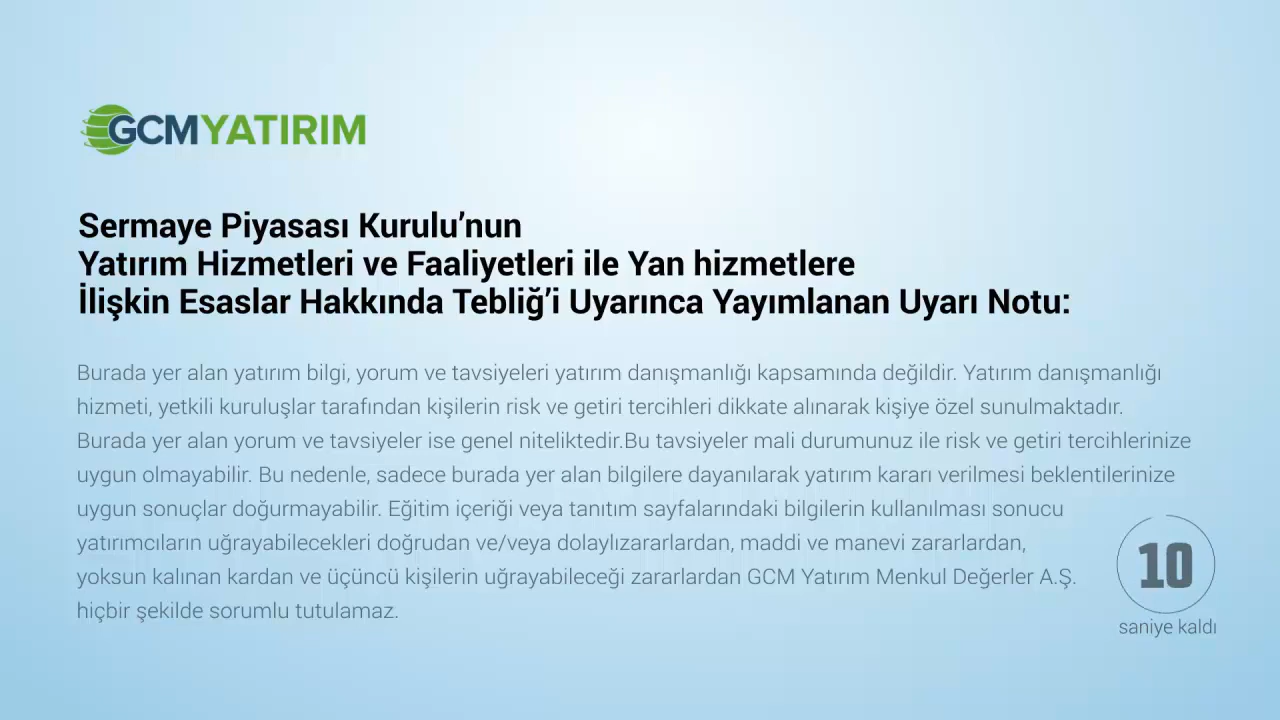 GCMYATIRIM
Sermaye Piyasası Kurulu’nun
Yatırım Hizmetleri ve Faaliyetleri ile Yan hizmetlere
İlişkin Esaslar Hakkında Tebliğ’i Uyarınca Yayımlanan Uyarı Notu:
Burada yer alan yatırım bilgi, yorum ve tavsiyeleri yatırım danışmanlığı kapsamında değildir. Yatırım danışmanlığı
hizmeti, yetkili kuruluşlar tarafından kişilerin risk ve getiri tercihleri dikkate alınarak kişiye özel sunulmaktadır.
Burada yer alan yorum ve tavsiyeler ise genel niteliktedir.Bu tavsiyeler mali durumunuz ile risk ve getiri tercihlerinize
uygun olmayabilir. Bu nedenle, sadece burada yer alan bilgilere dayanılarak yatırım kararı verilmesi beklentilerinize
uygun sonuçlar doğurmayabilir. Eğitim içeriği veya tanıtım sayfalarındaki bilgilerin kullanılması sonucu
yatırımcıların uğrayabilecekleri doğrudan ve/veya dolaylızararlardan, maddi ve manevi zararlardan,
yoksun kalınan kardan ve üçüncü kişilerin uğrayabileceği zararlardan GCM Yatırım Menkul Değerler A.Ş.
hiçbir şekilde sorumlu tutulamaz.
10
saniye kaldı